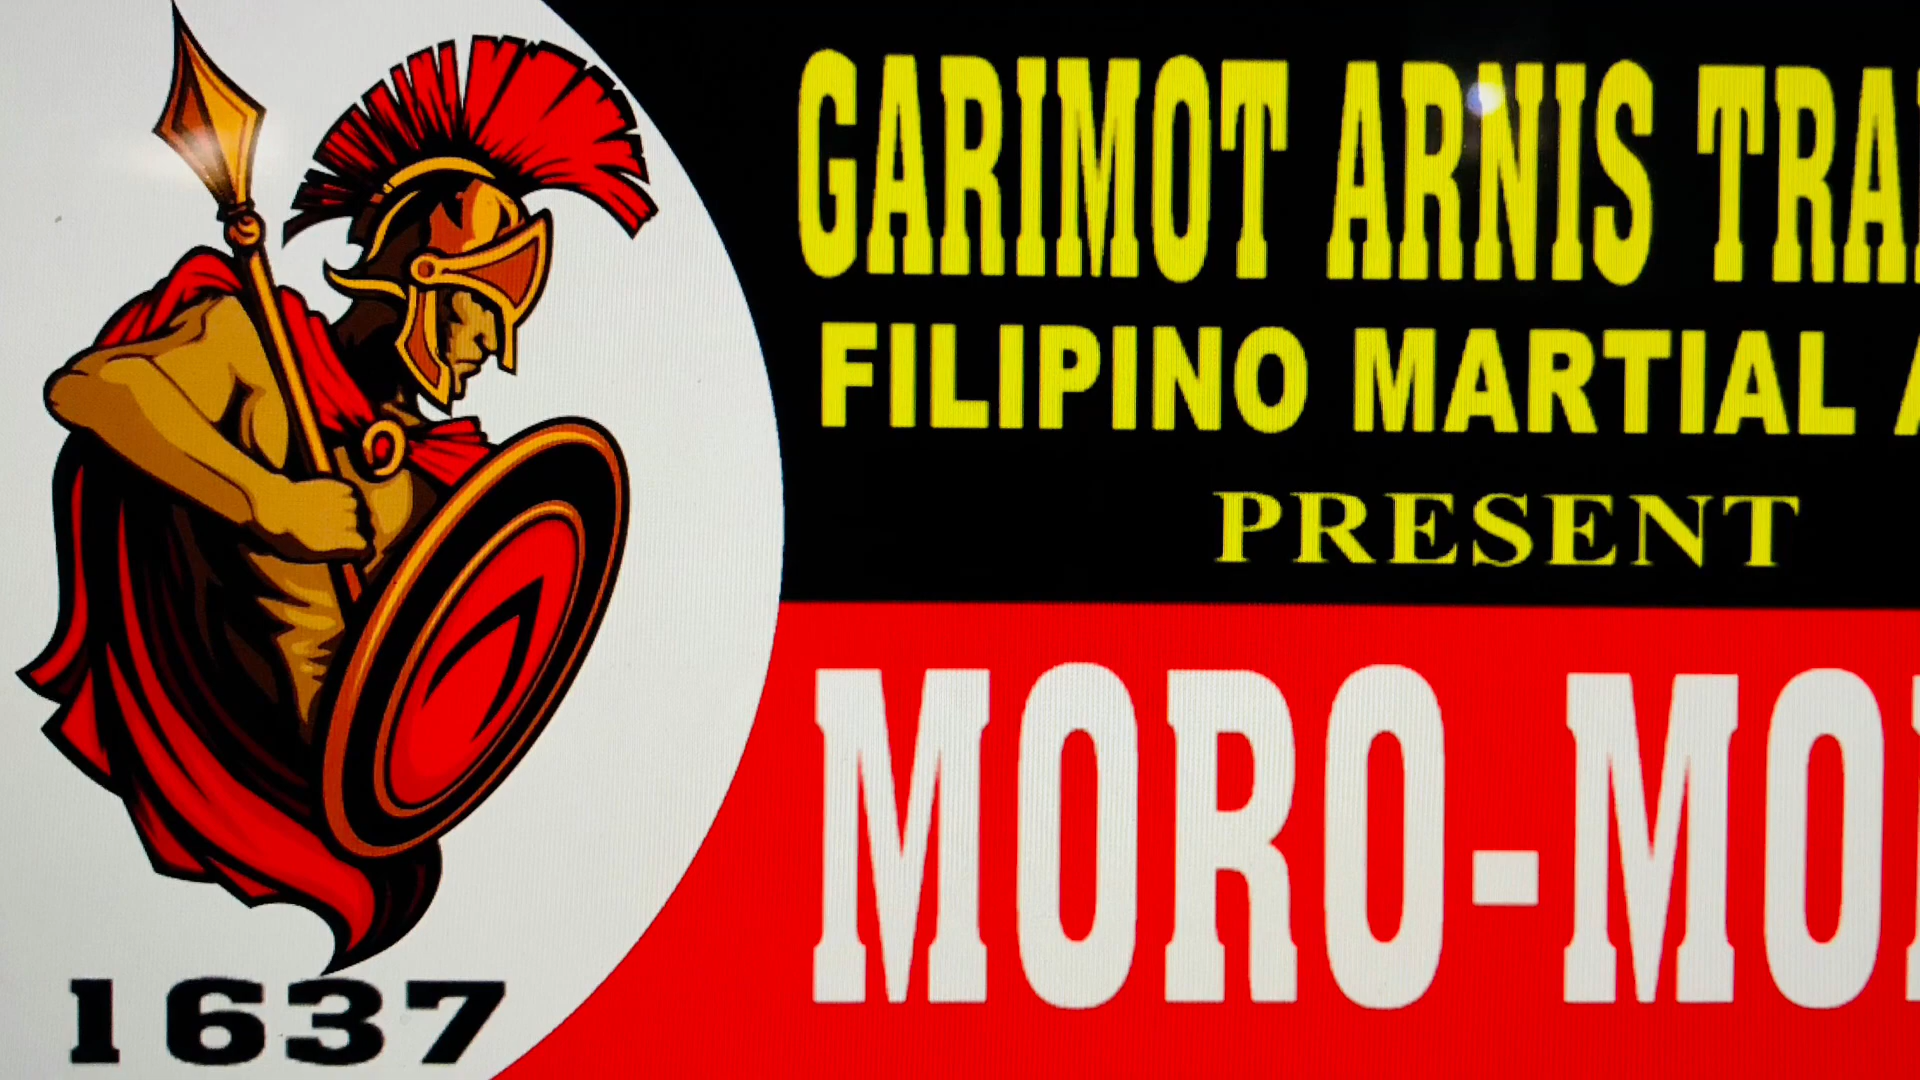 GARIMOT ARNIS TRA
FILIPINO MARTIAL A
PRESENT
MORO-MO
1637